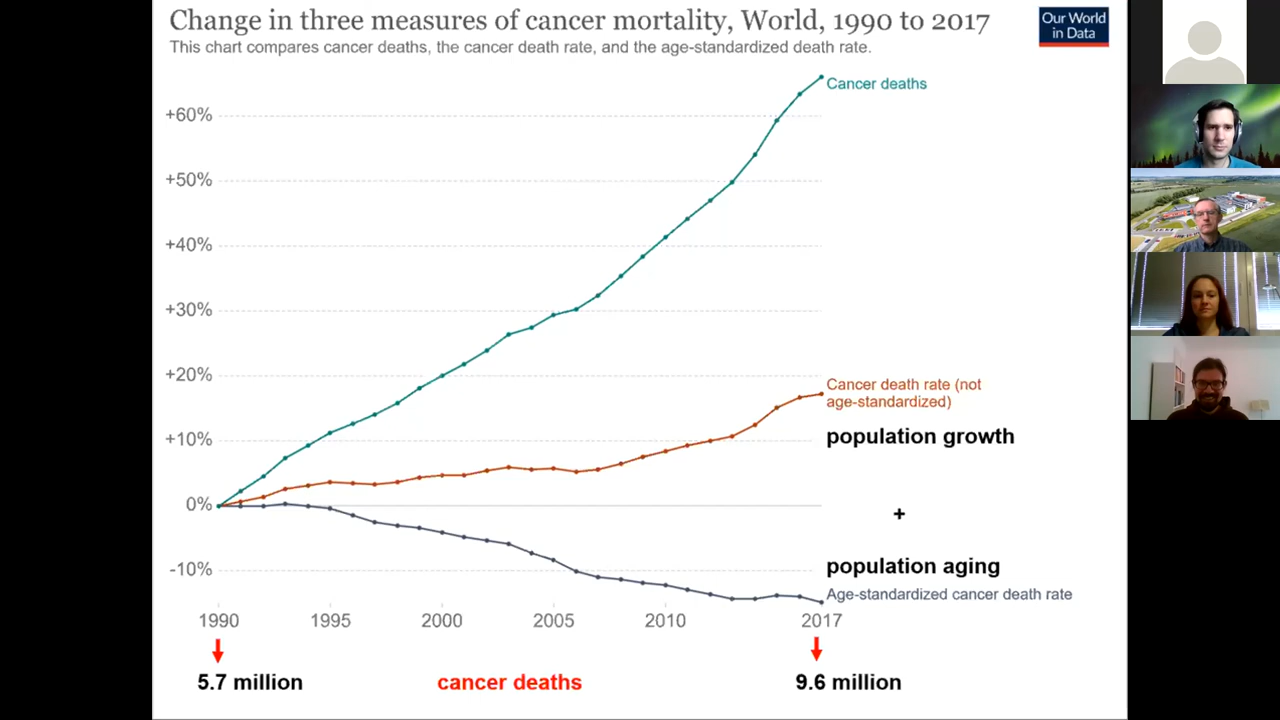 Change in three measures of cancer mortality, World, 1990 to 2017
This chart compares cancer deaths, the cancer death rate, and the age-standardized death rate.
Our World
in Data
Cancer deaths
+60%
+50%
+40%
+30%
+20%
Cancer death rate (not
age-standardized)
+10%
population growth
0%
+
population aging
-10%
Age-standardized cancer death rate
1990
1995
2000
2005
2010
2017
5.7 million
cancer deaths
9.6 million